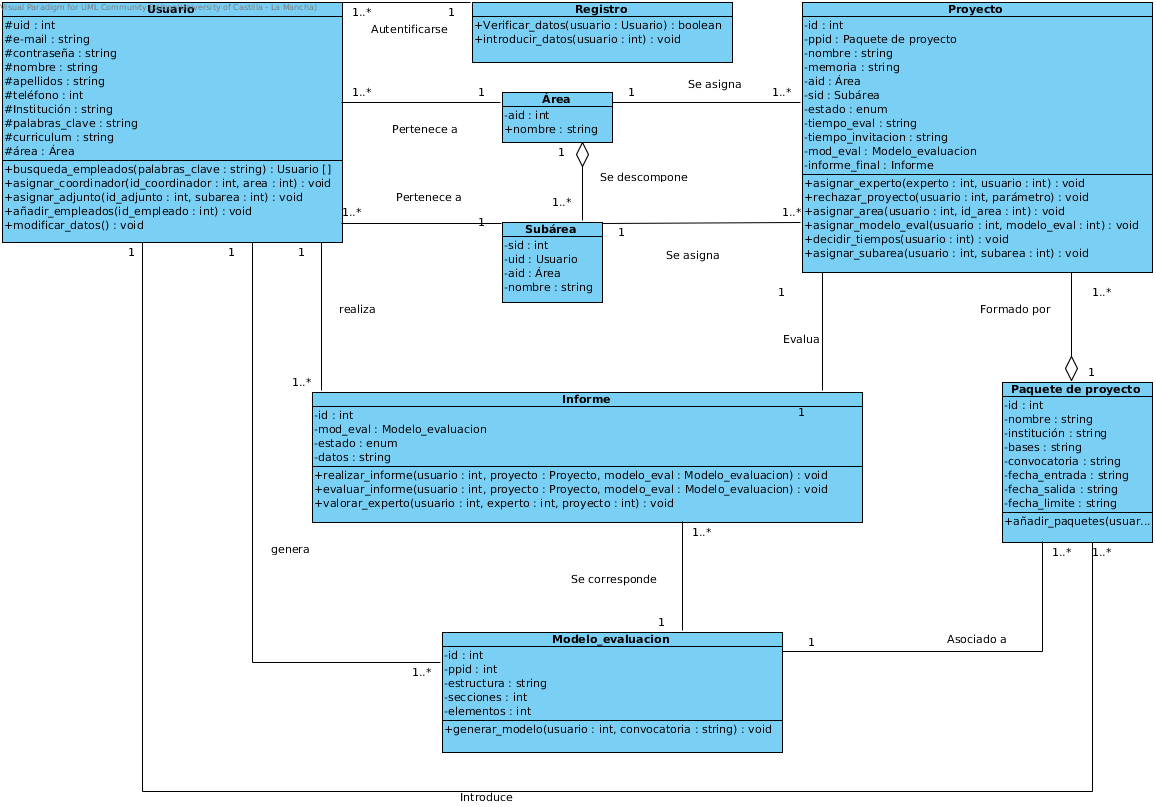 Visual Paradigm for UML Community Edition [University of Castilla - La Mancha]
Usuario
#uid : int
#e-mail : string
#contraseña : string
#nombre : string
#apellidos : string
#teléfono : int
#Institución : string
#palabras_clave : string
#curriculum : string
#área : Área
+busqueda_empleados(palabras_clave : string) : Usuario []
+asignar_coordinador(id_coordinador : int, area : int) : void
+asignar_adjunto(id_adjunto : int, subarea : int) : void
+añadir_empleados(id_empleado : int) : void
+modificar_datos() : void
1..*
1
Autentificarse
Registro
+Verificar_datos(usuario : Usuario) : boolean
+introducir_datos(usuario : int) : void
Proyecto
-id : int
-ppid : Paquete de proyecto
-nombre : string
-memoria : string
-aid : Área
-sid : Subárea
-estado : enum
-tiempo_eval : string
-tiempo_invitacion : string
-mod_eval : Modelo_evaluacion
-informe_final : Informe
+asignar_experto(experto : int, usuario : int) : void
+rechazar_proyecto(usuario : int, parámetro) : void
+asignar_area(usuario : int, id_area : int) : void
+asignar_modelo_eval(usuario : int, modelo_eval : int) : void
+decidir_tiempos(usuario : int) : void
+asignar_subarea(usuario : int, subarea : int) : void
1..*
1
Pertenece a
Área
-aid : int
+nombre : string
1
Se asigna
1..*
1
Se descompone
1..*
Pertenece a
1..*
1
Subárea
-sid : int
-uid : Usuario
-aid : Área
-nombre : string
1
1..*
Se asigna
1
1
1
realiza
1..*
1
Evalua
1
1..*
Formado por
1
Informe
-id : int
-mod_eval : Modelo_evaluacion
-estado : enum
-datos : string
+realizar_informe(usuario : int, proyecto : Proyecto, modelo_eval : Modelo_evaluacion) : void
+evaluar_informe(usuario : int, proyecto : Proyecto, modelo_eval : Modelo_evaluacion) : void
+valorar_experto(usuario : int, experto : int, proyecto : int) : void
Paquete de proyecto
-id : int
-nombre : string
-institución : string
-bases : string
-convocatoria : string
-fecha_entrada : string
-fecha_salida : string
-fecha_limite : string
+añadir_paquetes(usuar...
1..*
1..*
genera
1..*
Se corresponde
1
Modelo_evaluacion
-id : int
-ppid : int
-estructura : string
-secciones : int
-elementos : int
+generar_modelo(usuario : int, convocatoria : string) : void
1..*
1
Asociado a
Introduce